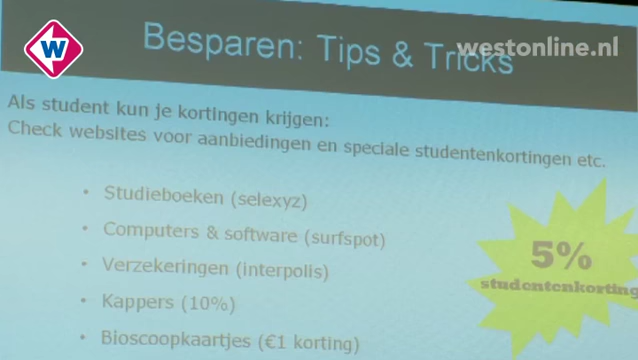 W
westonline.nl
Besparen: Tips & Tricks
Als student kun je kortingen krijgen:
Check websites voor aanbiedingen en speciale studentenkortingen etc.
• Studieboeken (selexyz)
• Computers & software (surfspot)
• Verzekeringen (interpolis)
• Kappers (10%)
• Bioscoopkaartjes (€1 korting)
5%
studentenkorting